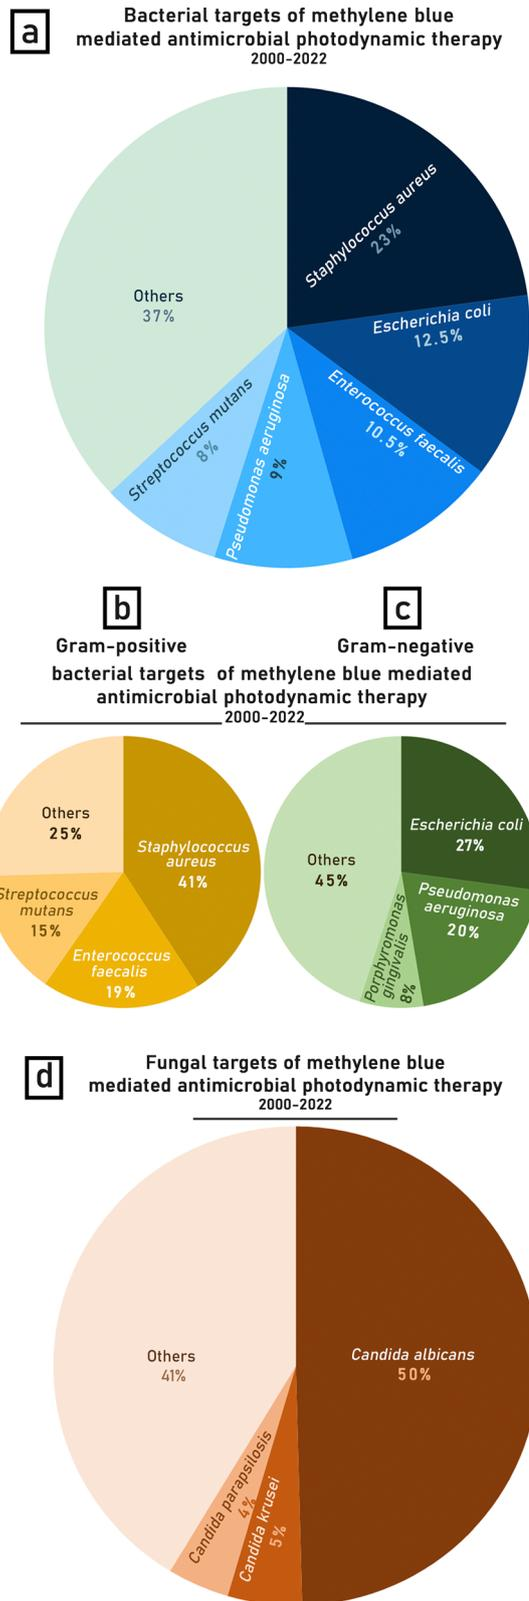 a
Bacterial targets of methylene blue
mediated antimicrobial photodynamic therapy
2000-2022
Staphylococcus aureus
23%
Escherichia coli
12.5%
Enterococcus faecalis
10.5%
Pseudomonas aeruginosa
9%
Streptococcus mutans
8%
Others
37%
b
c
Gram-positive
Gram-negative
bacterial targets of methylene blue mediated
antimicrobial photodynamic therapy
2000-2022
Staphylococcus
aureus
41%
Enterococcus
faecalis
19%
Streptococcus
mutans
15%
Others
25%
Escherichia coli
27%
Pseudomonas
aeruginosa
20%
Porphyromonas
gingivalis
8%
Others
45%
d
Fungal targets of methylene blue
mediated antimicrobial photodynamic therapy
2000-2022
Candida albicans
50%
Candida krusei
5%
Candida parapsilosis
4%
Others
41%